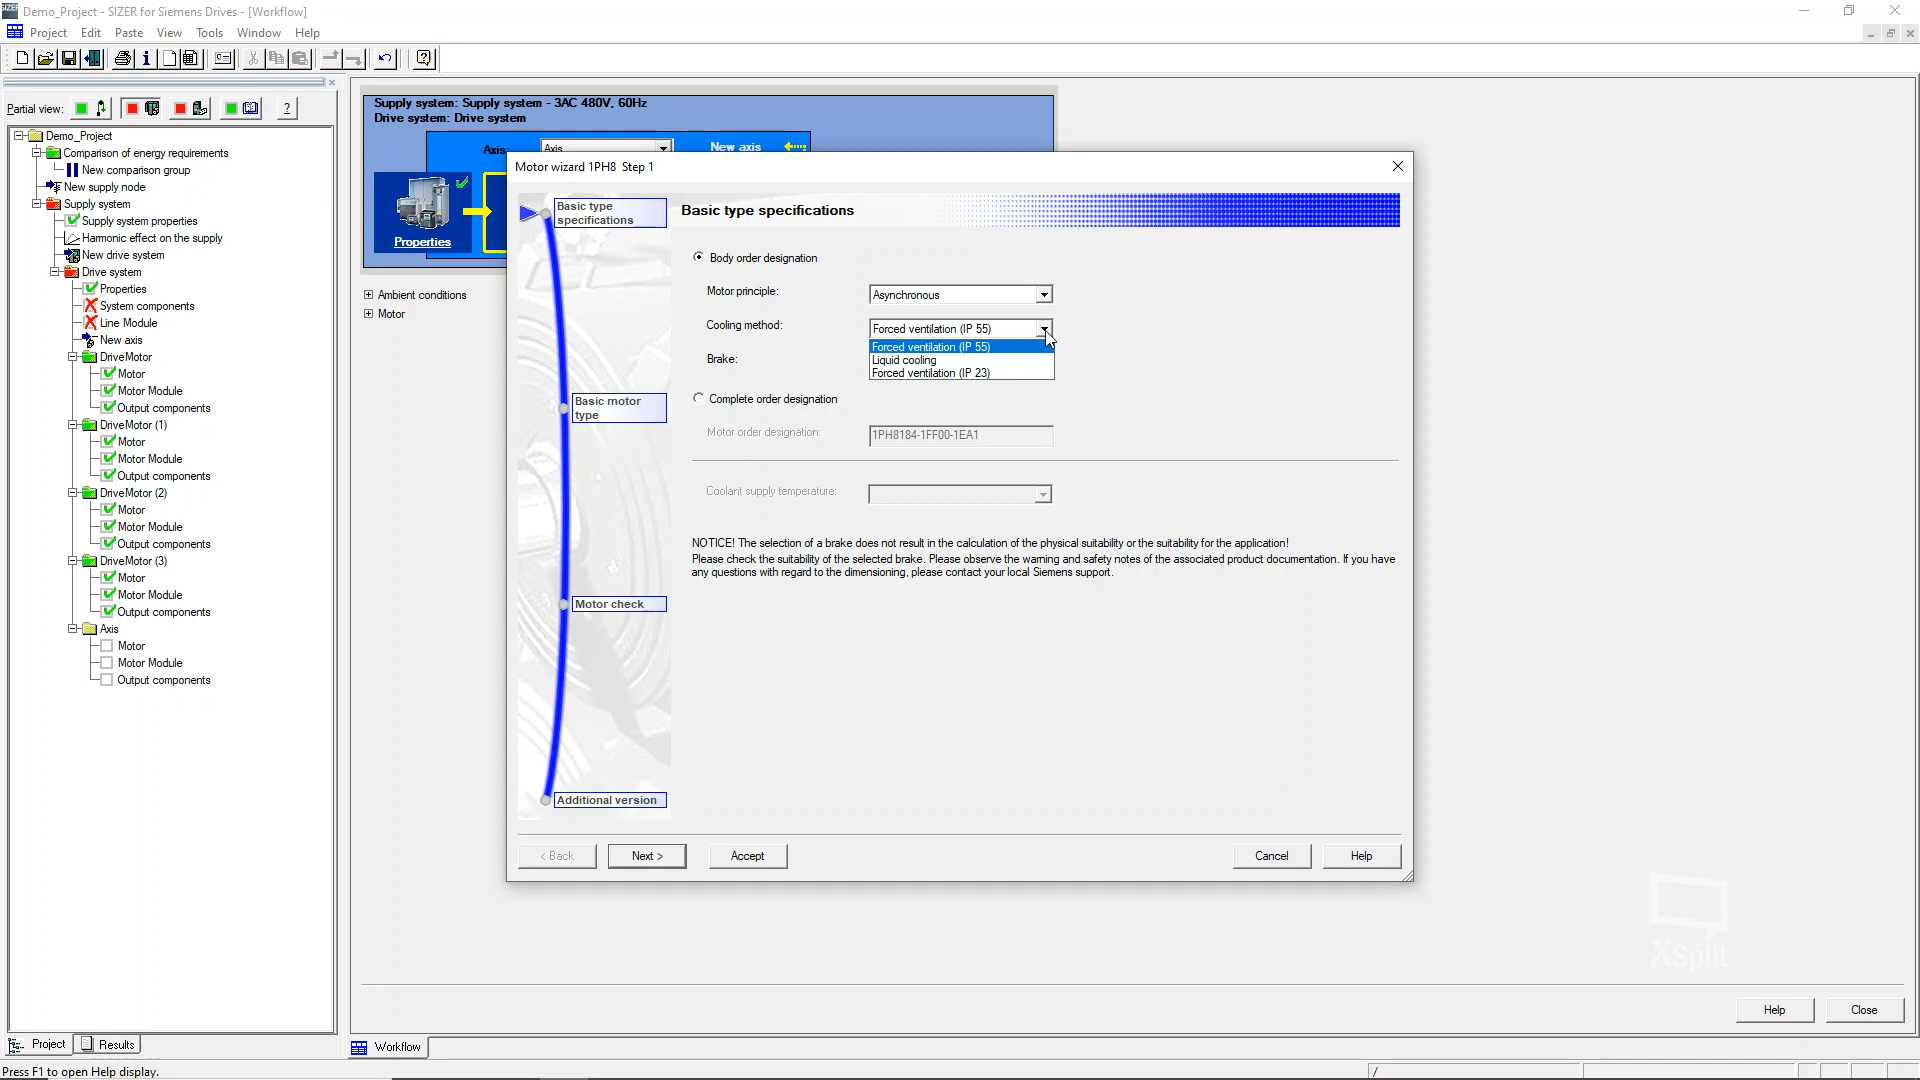 Demo_Project - SIZER for Siemens Drives - [Workflow]
Project Edit Paste View Tools Window Help
Partial view:
?
Demo_Project
Comparison of energy requirements
New comparison group
New supply node
Supply system
Supply system properties
Harmonic effect on the supply
New drive system
Drive system
Properties
System components
Line Module
New axis
DriveMotor
Motor
Motor Module
Output components
DriveMotor (1)
Motor
Motor Module
Output components
DriveMotor (2)
Motor
Motor Module
Output components
DriveMotor (3)
Motor
Motor Module
Output components
Axis
Motor
Motor Module
Output components
Project Results
Supply system: Supply system - 3AC 480V, 60Hz
Drive system: Drive system
Axis: Axis New axis
Properties
Ambient conditions
Motor
Motor wizard 1PH8 Step 1
Basic type
specifications
Basic motor
type
Motor check
Additional version
Basic type specifications
Body order designation
Motor principle: Asynchronous
Cooling method: Forced ventilation (IP 55)
Forced ventilation (IP 55)
Liquid cooling
Forced ventilation (IP 23)
Brake:
Complete order designation
Motor order designation: 1PH8184-1FF00-1EA1
Coolant supply temperature:
NOTICE! The selection of a brake does not result in the calculation of the physical suitability or the suitability for the application!
Please check the suitability of the selected brake. Please observe the warning and safety notes of the associated product documentation. If you have
any questions with regard to the dimensioning, please contact your local Siemens support.
< Back Next > Accept Cancel Help
XSplit
Help Close
Workflow
Press F1 to open Help display.
/